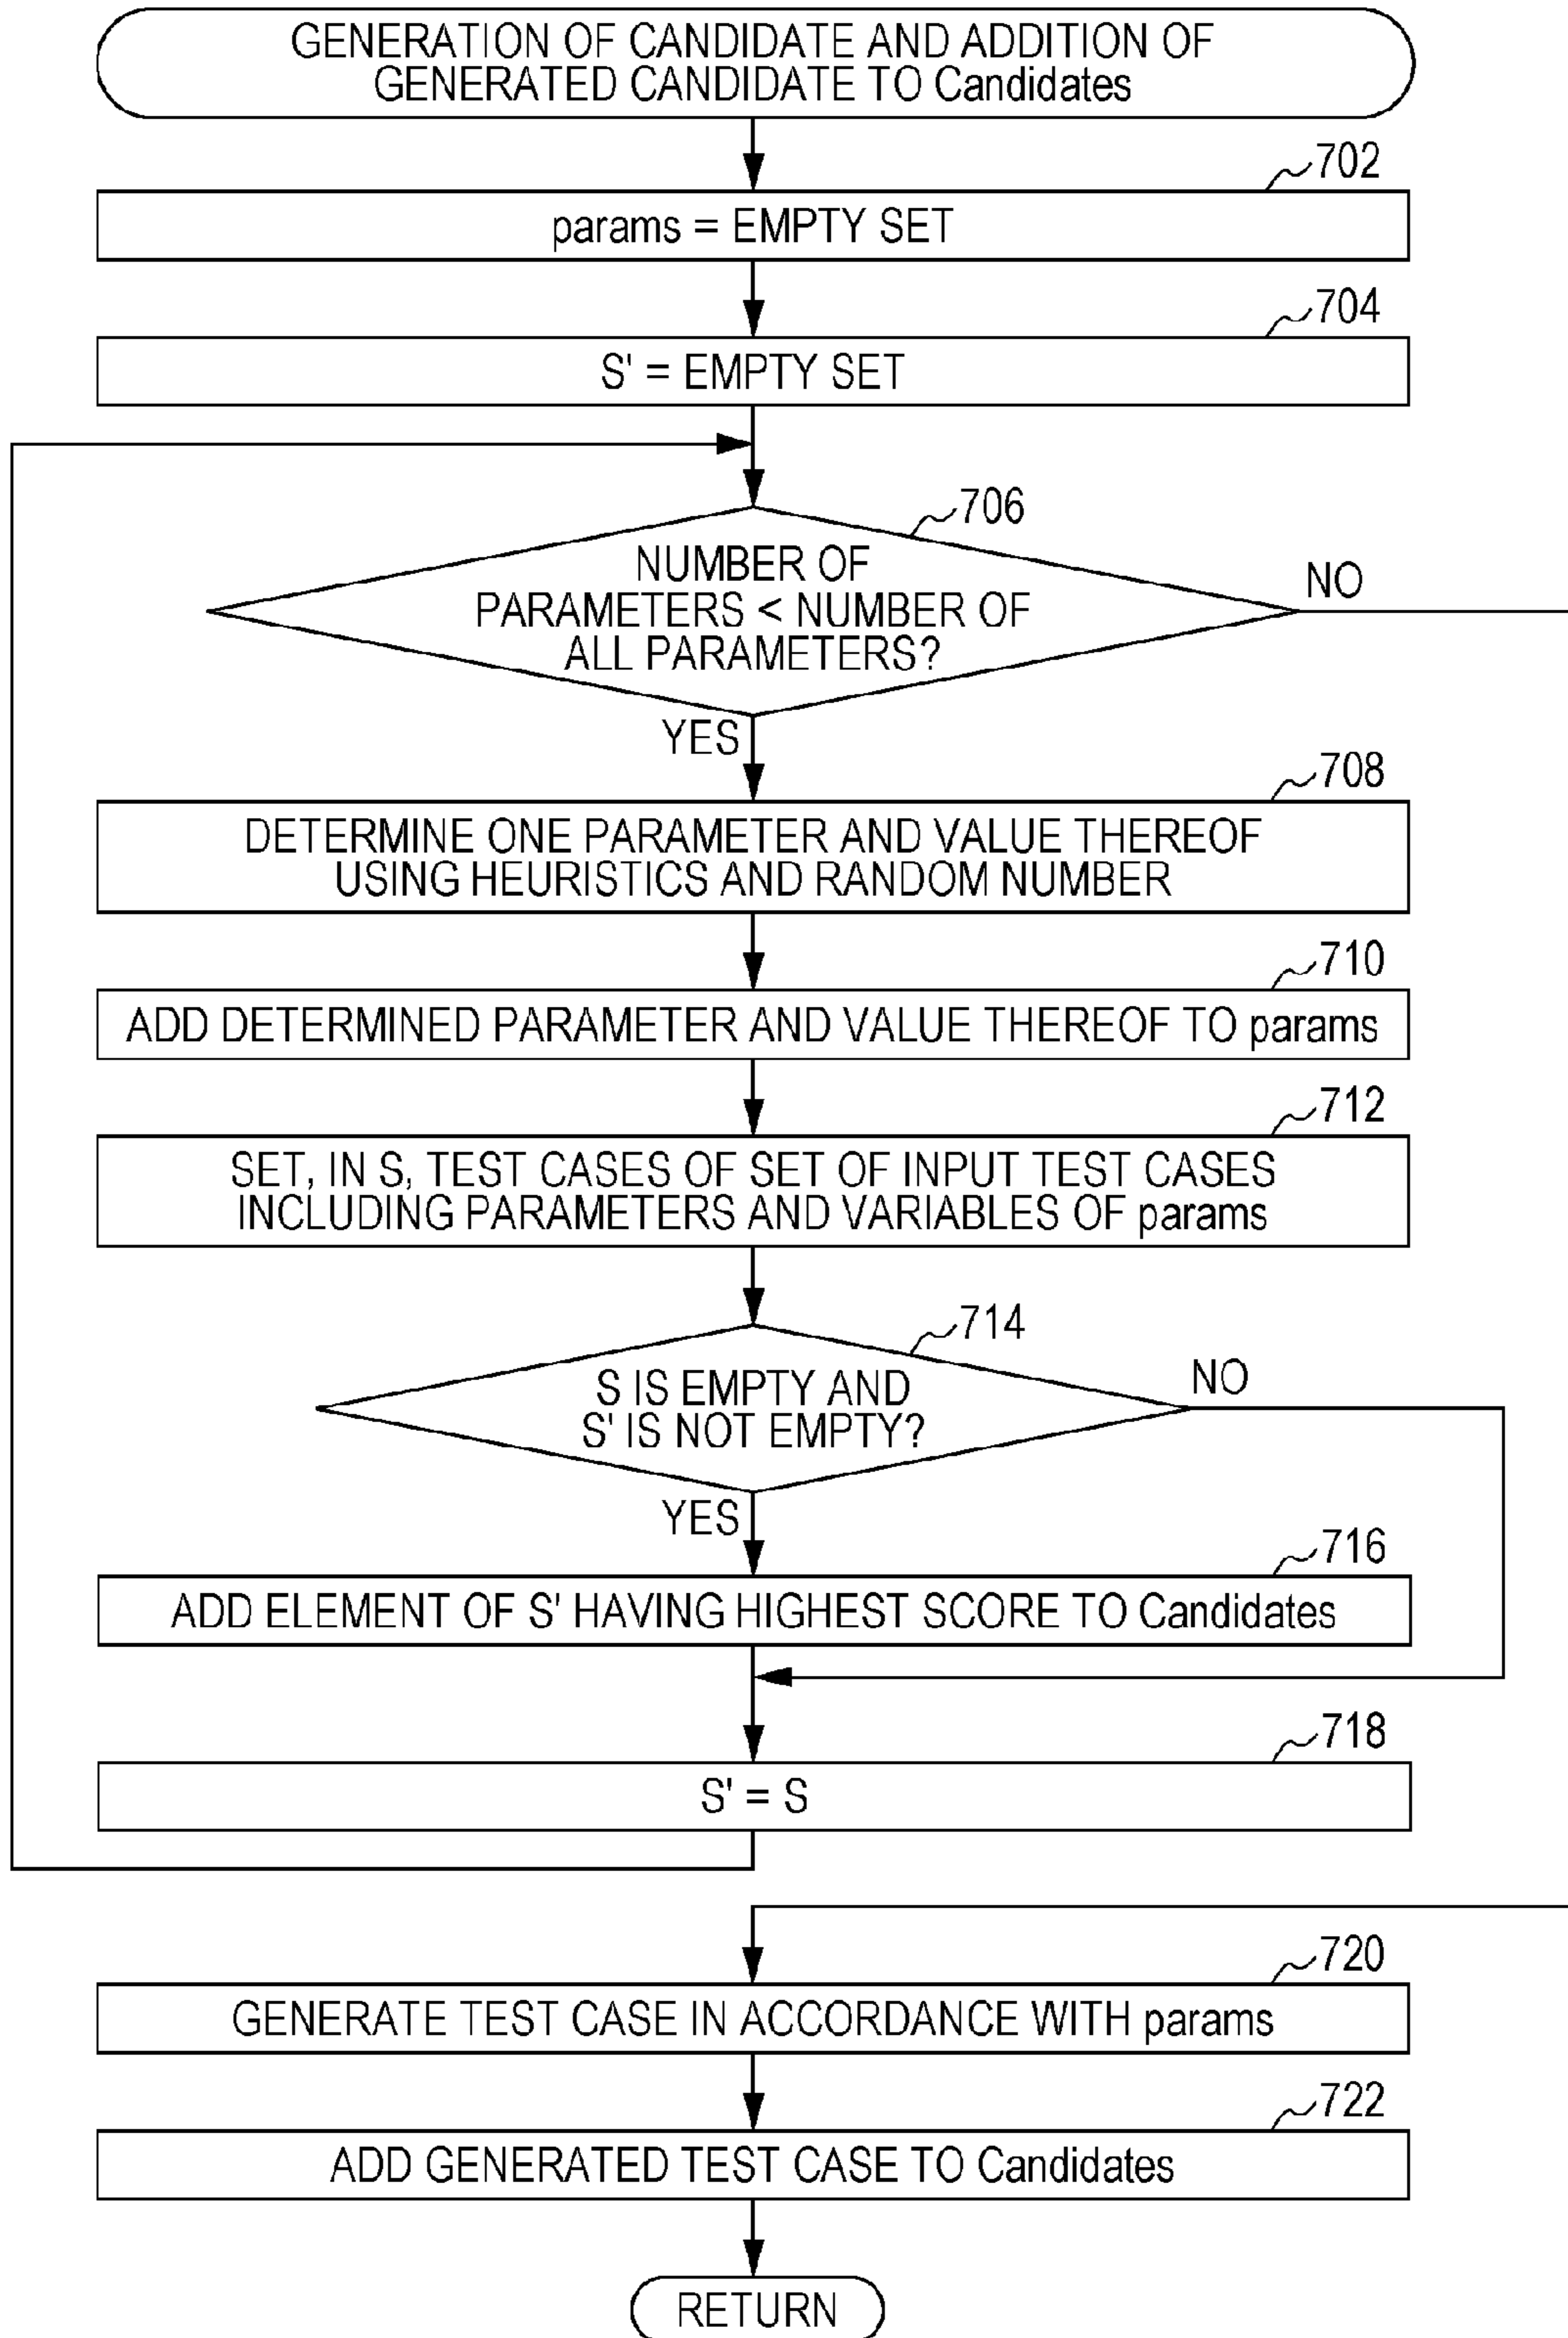 GENERATION OF CANDIDATE AND ADDITION OF
GENERATED CANDIDATE TO Candidates
702
params = EMPTY SET
704
S' = EMPTY SET
706
NUMBER OF
PARAMETERS < NUMBER OF
ALL PARAMETERS?
NO
YES
708
DETERMINE ONE PARAMETER AND VALUE THEREOF
USING HEURISTICS AND RANDOM NUMBER
710
ADD DETERMINED PARAMETER AND VALUE THEREOF TO params
712
SET, IN S, TEST CASES OF SET OF INPUT TEST CASES
INCLUDING PARAMETERS AND VARIABLES OF params
714
S IS EMPTY AND
S' IS NOT EMPTY?
NO
YES
716
ADD ELEMENT OF S' HAVING HIGHEST SCORE TO Candidates
718
S' = S
720
GENERATE TEST CASE IN ACCORDANCE WITH params
722
ADD GENERATED TEST CASE TO Candidates
RETURN